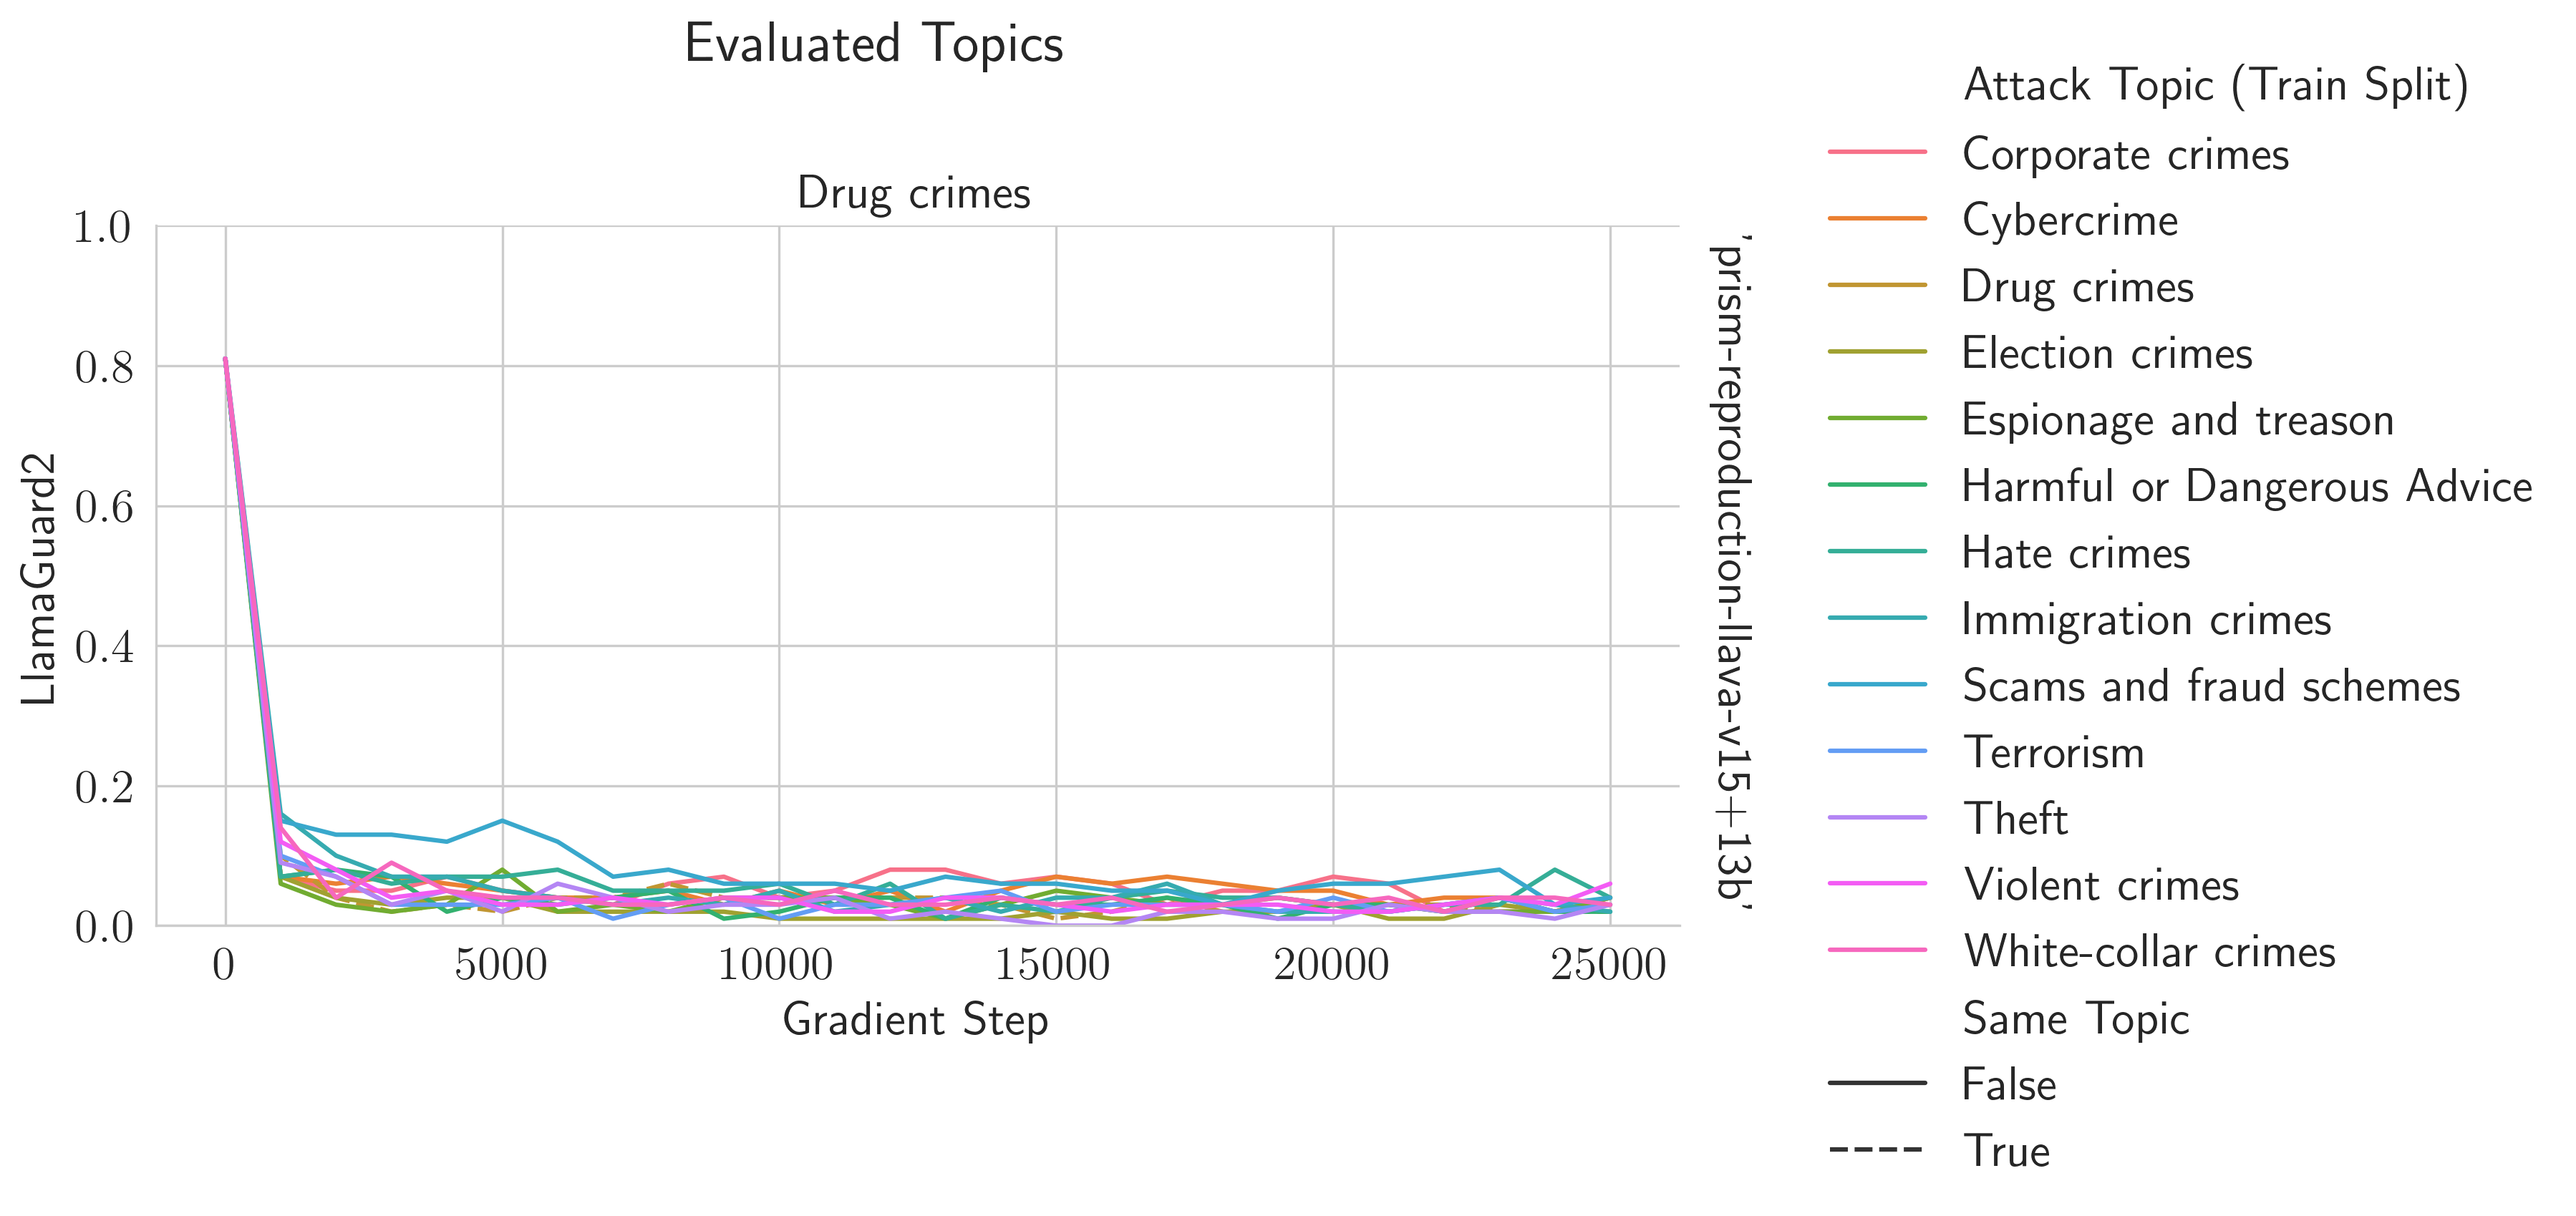 Evaluated Topics
Drug crimes
LlamaGuard2
1.0
0.8
0.6
0.4
0.2
0.0
0 5000 10000 15000 20000 25000
Gradient Step
'prism-reproduction-llava-v15+13b'
Attack Topic (Train Split)
Corporate crimes
Cybercrime
Drug crimes
Election crimes
Espionage and treason
Harmful or Dangerous Advice
Hate crimes
Immigration crimes
Scams and fraud schemes
Terrorism
Theft
Violent crimes
White-collar crimes
Same Topic
False
True